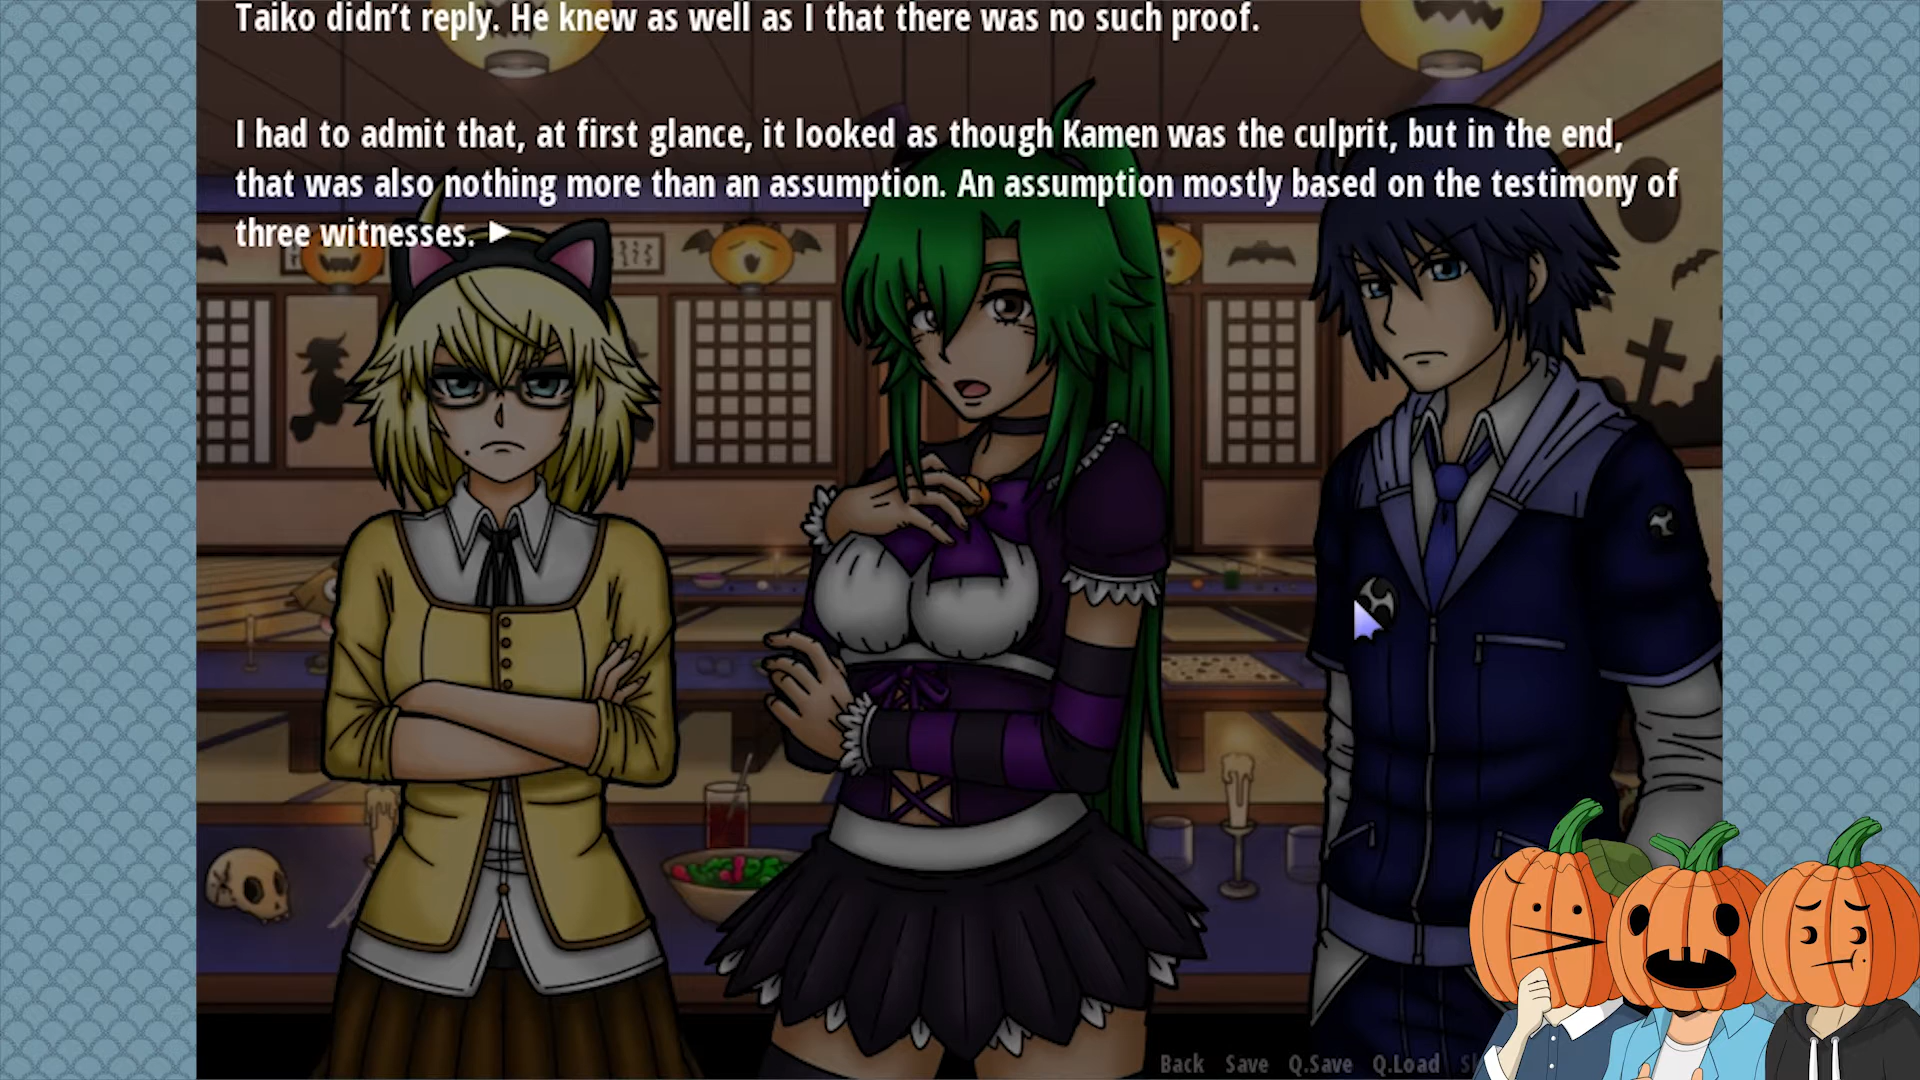 Taiko didn't reply. He knew as well as I that there was no such proof.
I had to admit that, at first glance, it looked as though Kamen was the culprit, but in the end,
that was also nothing more than an assumption. An assumption mostly based on the testimony of
three witnesses.
Back Save Q.Save Q.Load